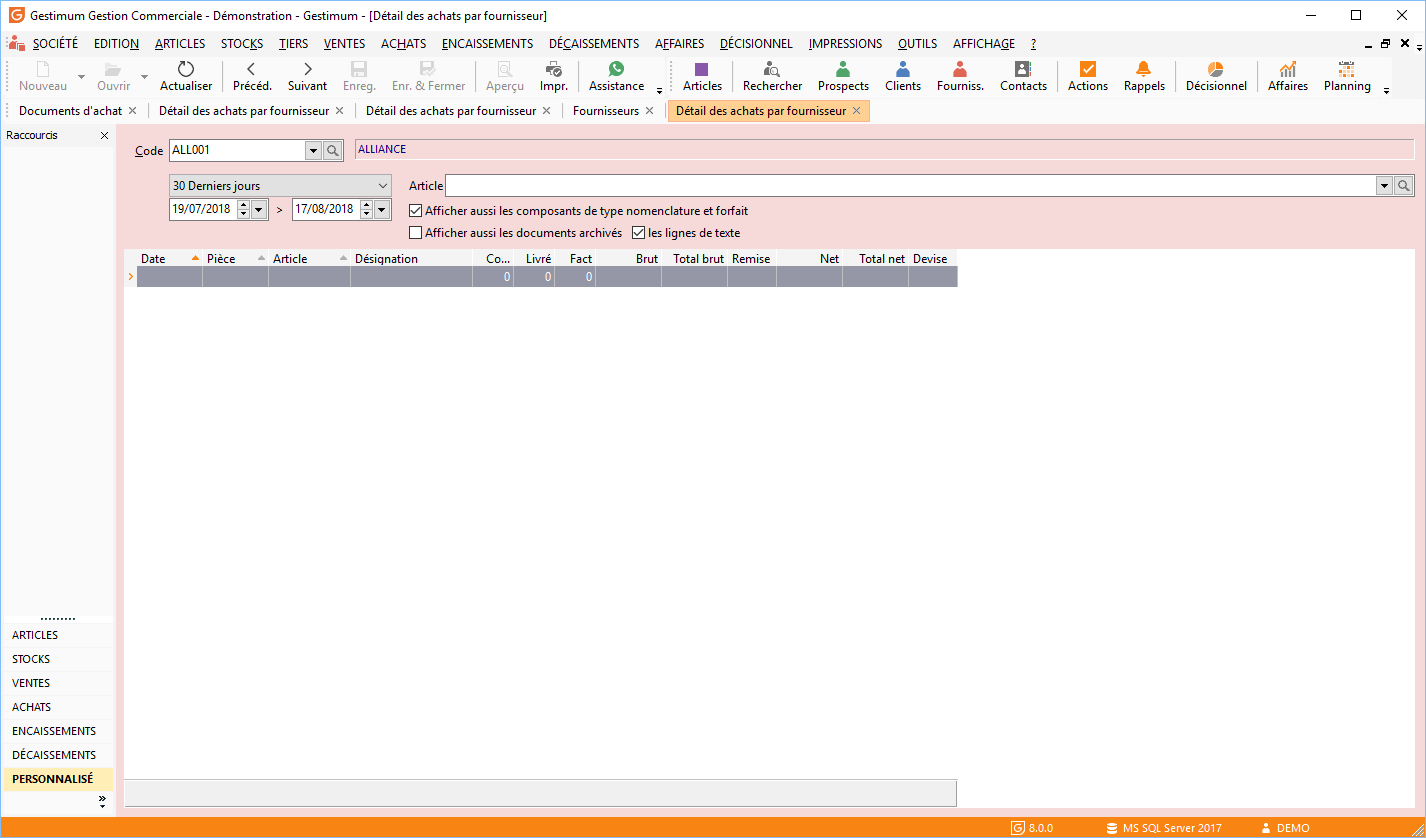 Gestimum Gestion Commerciale - Démonstration - Gestimum - [Détail des achats par fournisseur]
SOCIÉTÉ EDITION ARTICLES STOCKS TIERS VENTES ACHATS ENCAISSEMENTS DÉCAISSEMENTS AFFAIRES DÉCISIONNEL IMPRESSIONS OUTILS AFFICHAGE ?
Nouveau Ouvrir Actualiser Précéd. Suivant Enreg. Enr. & Fermer Aperçu Impr. Assistance Articles Rechercher Prospects Clients Fourniss. Contacts Actions Rappels Décisionnel Affaires Planning
Documents d'achat Détail des achats par fournisseur Détail des achats par fournisseur Fournisseurs Détail des achats par fournisseur
Raccourcis
Code ALL001 ALLIANCE
30 Derniers jours Article
19/07/2018 > 17/08/2018 Afficher aussi les composants de type nomenclature et forfait
Afficher aussi les documents archivés les lignes de texte
Date Pièce Article Désignation Co... Livré Fact Brut Total brut Remise Net Total net Devise
0 0 0
ARTICLES
STOCKS
VENTES
ACHATS
ENCAISSEMENTS
DÉCAISSEMENTS
PERSONNALISÉ
8.0.0 MS SQL Server 2017 DEMO